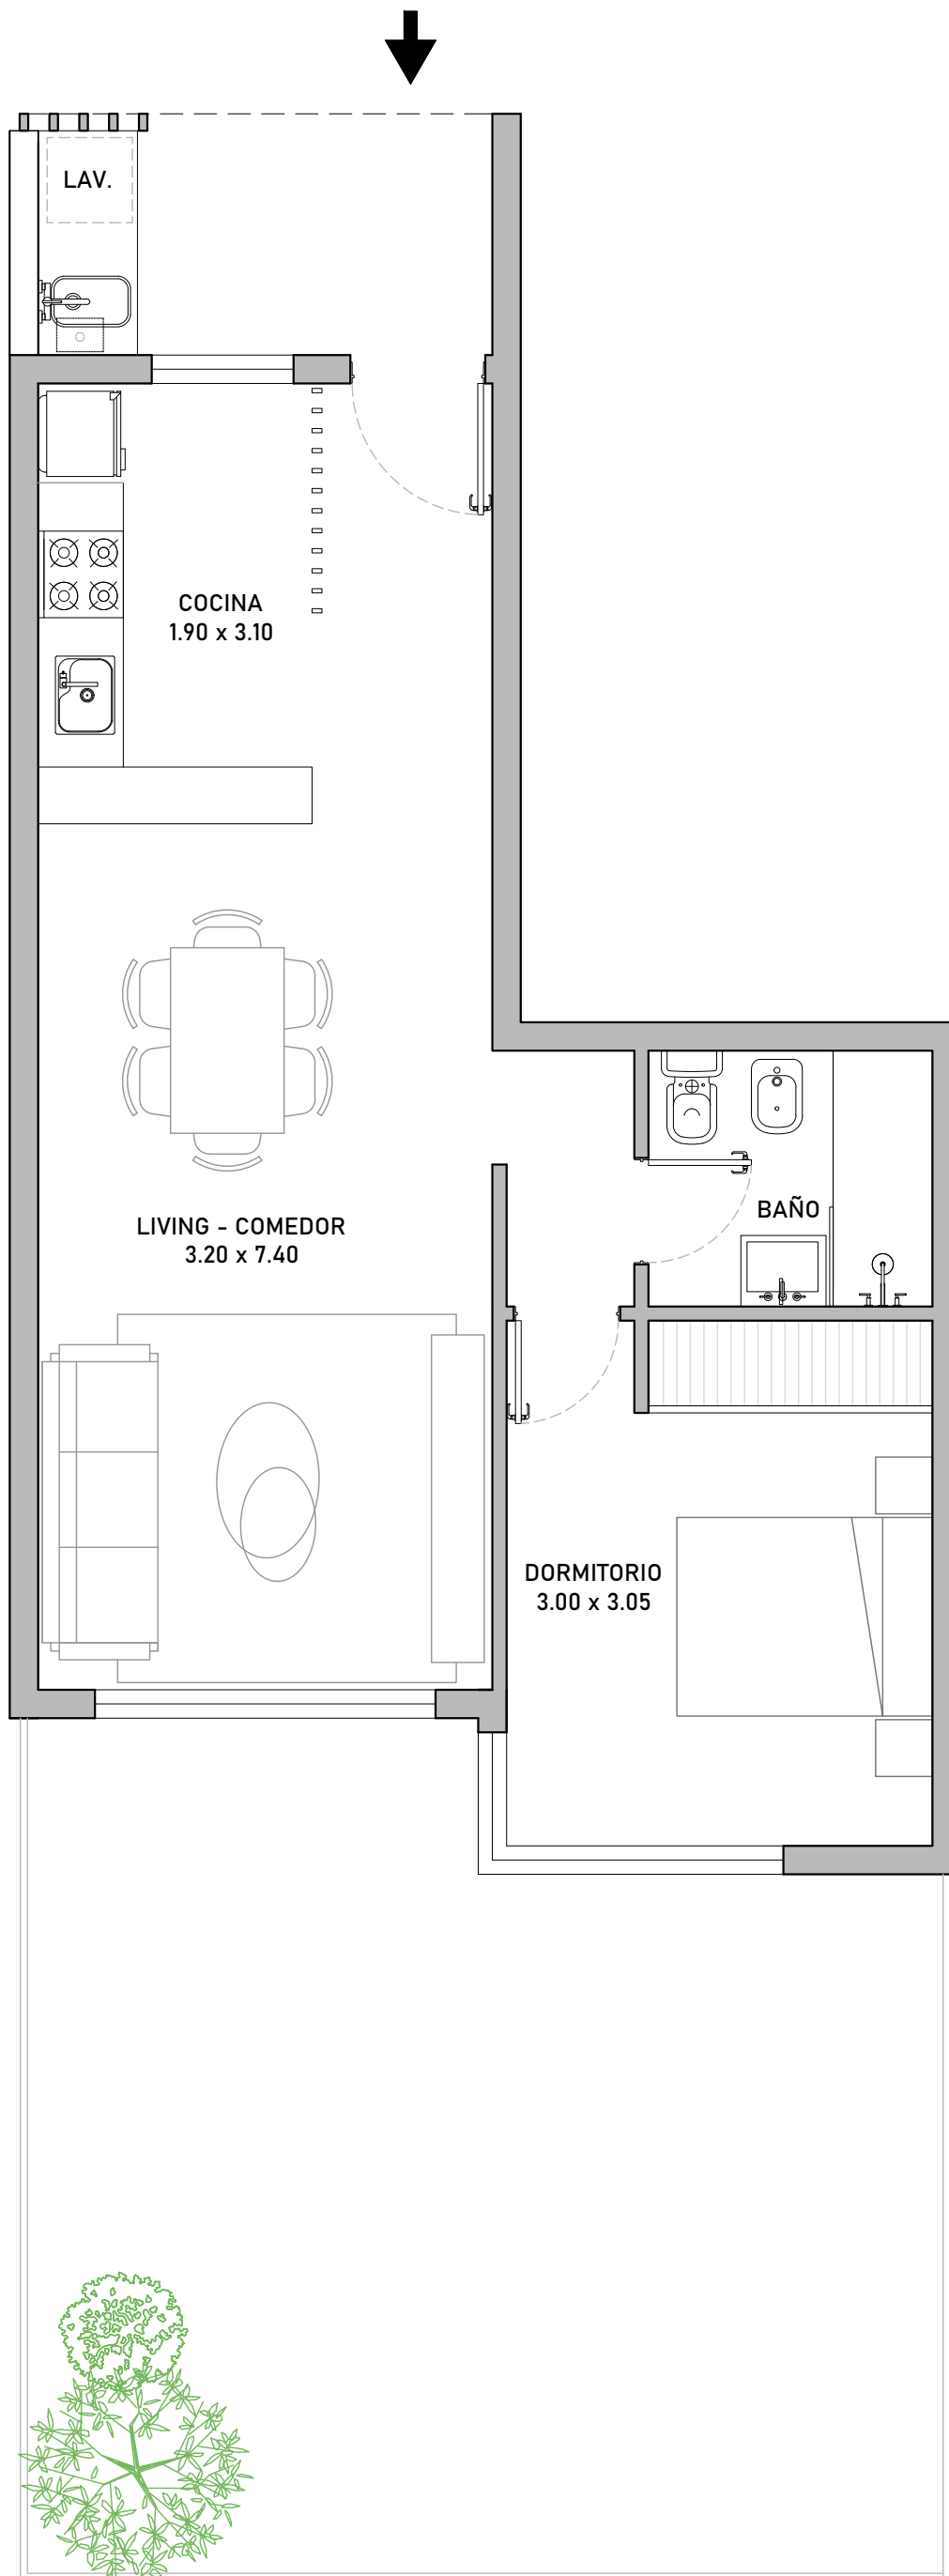 LAV.
COCINA
1.90 x 3.10
BAÑO
LIVING - COMEDOR
3.20 x 7.40
DORMITORIO
3.00 x 3.05